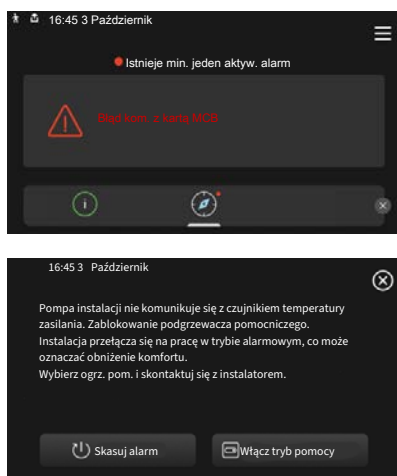 16:45 3 Październik
Istnieje min. jeden aktyw. alarm
Błąd kom. z kartą MCB
16:45 3 Październik
Pompa instalacji nie komunikuje się z czujnikiem temperatury
zasilania. Zablokowanie podgrzewacza pomocniczego.
Instalacja przełącza się na pracę w trybie alarmowym, co może
oznaczać obniżenie komfortu.
Wybierz ogrz. pom. i skontaktuj się z instalatorem.
Skasuj alarm
Włącz tryb pomocy